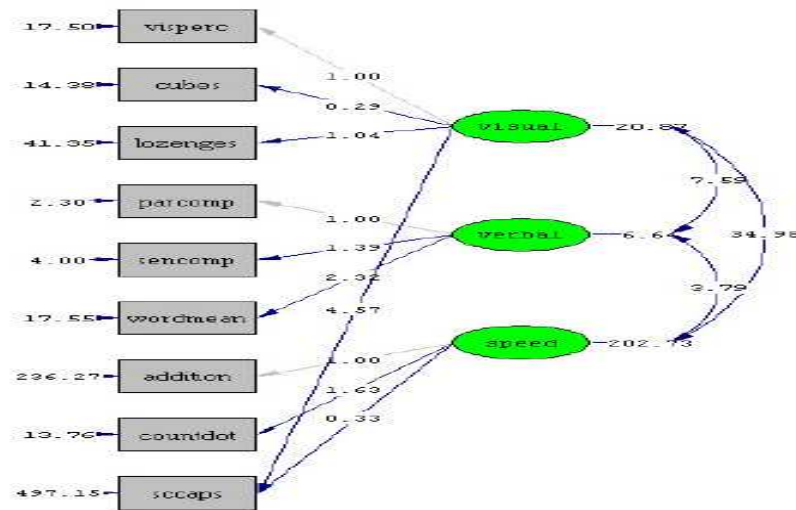 17.50 visperc
1.00
14.38 cubes
0.29
visual 20.87
1.04
41.35 lozenges
7.59
2.30 parcomp
1.00
verbal
34.98
1.39
4.00 sencomp
2.32
3.79
17.55 wordmean
4.57
speed 202.73
1.00
236.27 addition
1.63
0.33
13.76 countdot
497.15 sccaps